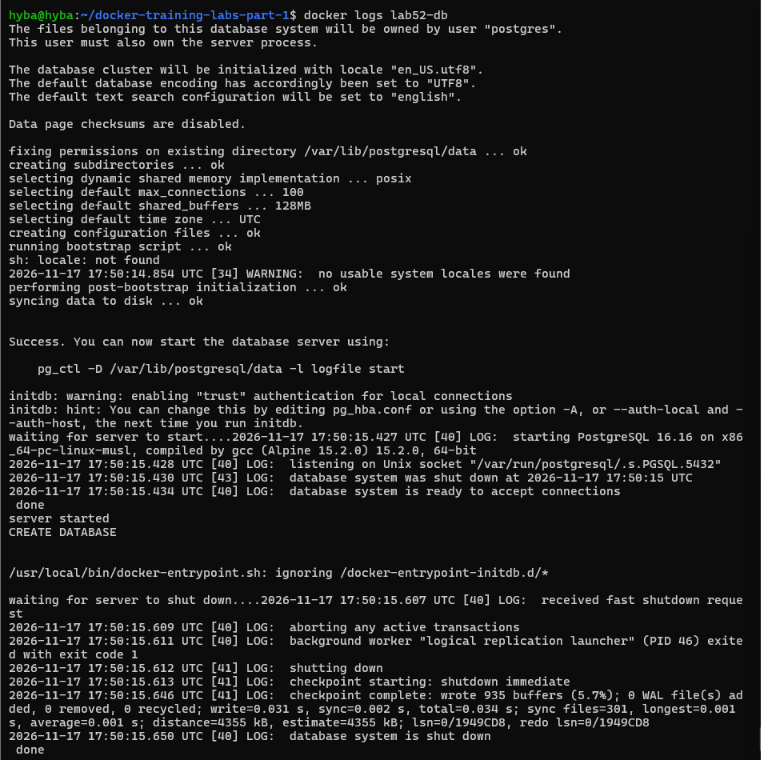 hyba@hyba:~/docker-training-labs-part-1$ docker logs lab52-db
The files belonging to this database system will be owned by user "postgres".
This user must also own the server process.

The database cluster will be initialized with locale "en_US.utf8".
The default database encoding has accordingly been set to "UTF8".
The default text search configuration will be set to "english".

Data page checksums are disabled.

fixing permissions on existing directory /var/lib/postgresql/data ... ok
creating subdirectories ... ok
selecting dynamic shared memory implementation ... posix
selecting default max_connections ... 100
selecting default shared_buffers ... 128MB
selecting default time zone ... UTC
creating configuration files ... ok
running bootstrap script ... ok
sh: locale: not found
2026-11-17 17:50:14.854 UTC [34] WARNING:  no usable system locales were found
performing post-bootstrap initialization ... ok
syncing data to disk ... ok


Success. You can now start the database server using:

    pg_ctl -D /var/lib/postgresql/data -l logfile start

initdb: warning: enabling "trust" authentication for local connections
initdb: hint: You can change this by editing pg_hba.conf or using the option -A, or --auth-local and -
-auth-host, the next time you run initdb.
waiting for server to start....2026-11-17 17:50:15.427 UTC [40] LOG:  starting PostgreSQL 16.16 on x86
_64-pc-linux-musl, compiled by gcc (Alpine 15.2.0) 15.2.0, 64-bit
2026-11-17 17:50:15.428 UTC [40] LOG:  listening on Unix socket "/var/run/postgresql/.s.PGSQL.5432"
2026-11-17 17:50:15.430 UTC [43] LOG:  database system was shut down at 2026-11-17 17:50:15 UTC
2026-11-17 17:50:15.434 UTC [40] LOG:  database system is ready to accept connections
 done
server started
CREATE DATABASE


/usr/local/bin/docker-entrypoint.sh: ignoring /docker-entrypoint-initdb.d/*

waiting for server to shut down....2026-11-17 17:50:15.607 UTC [40] LOG:  received fast shutdown reque
st
2026-11-17 17:50:15.609 UTC [40] LOG:  aborting any active transactions
2026-11-17 17:50:15.611 UTC [40] LOG:  background worker "logical replication launcher" (PID 46) exite
d with exit code 1
2026-11-17 17:50:15.612 UTC [41] LOG:  shutting down
2026-11-17 17:50:15.613 UTC [41] LOG:  checkpoint starting: shutdown immediate
2026-11-17 17:50:15.646 UTC [41] LOG:  checkpoint complete: wrote 935 buffers (5.7%); 0 WAL file(s) ad
ded, 0 removed, 0 recycled; write=0.031 s, sync=0.002 s, total=0.034 s; sync files=301, longest=0.001
s, average=0.001 s; distance=4355 kB, estimate=4355 kB; lsn=0/1949CD8, redo lsn=0/1949CD8
2026-11-17 17:50:15.650 UTC [40] LOG:  database system is shut down
 done